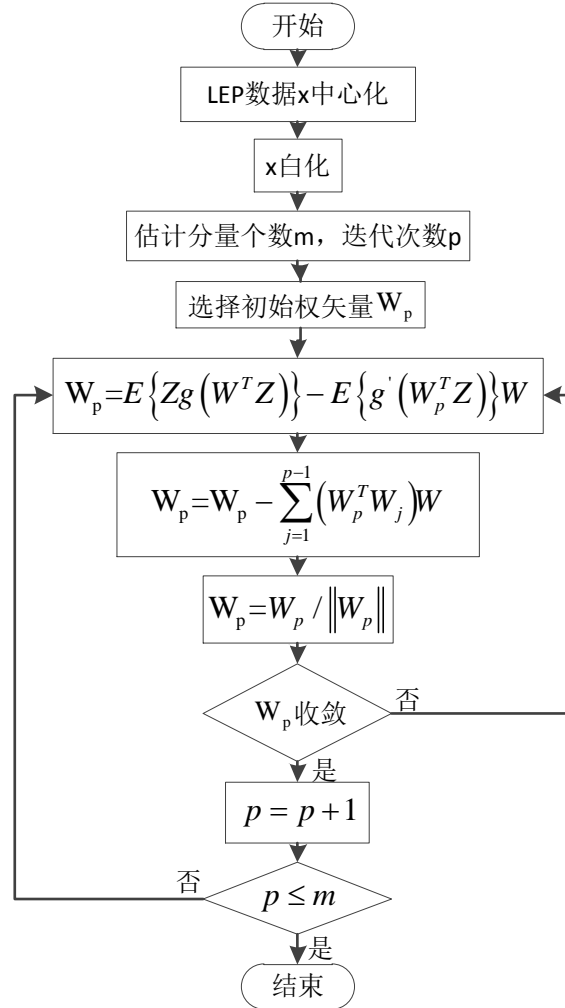 开始
LEP数据x中心化
x白化
估计分量个数m，迭代次数p
选择初始权矢量W_p
W_p=E{Zg(W^T Z)}−E{g'(W_p^T Z)}W
W_p=W_p−∑_{j=1}^{p−1}(W_p^T W_j)W
W_p=W_p/‖W_p‖
W_p收敛
否
是
p=p+1
否
p≤m
是
结束